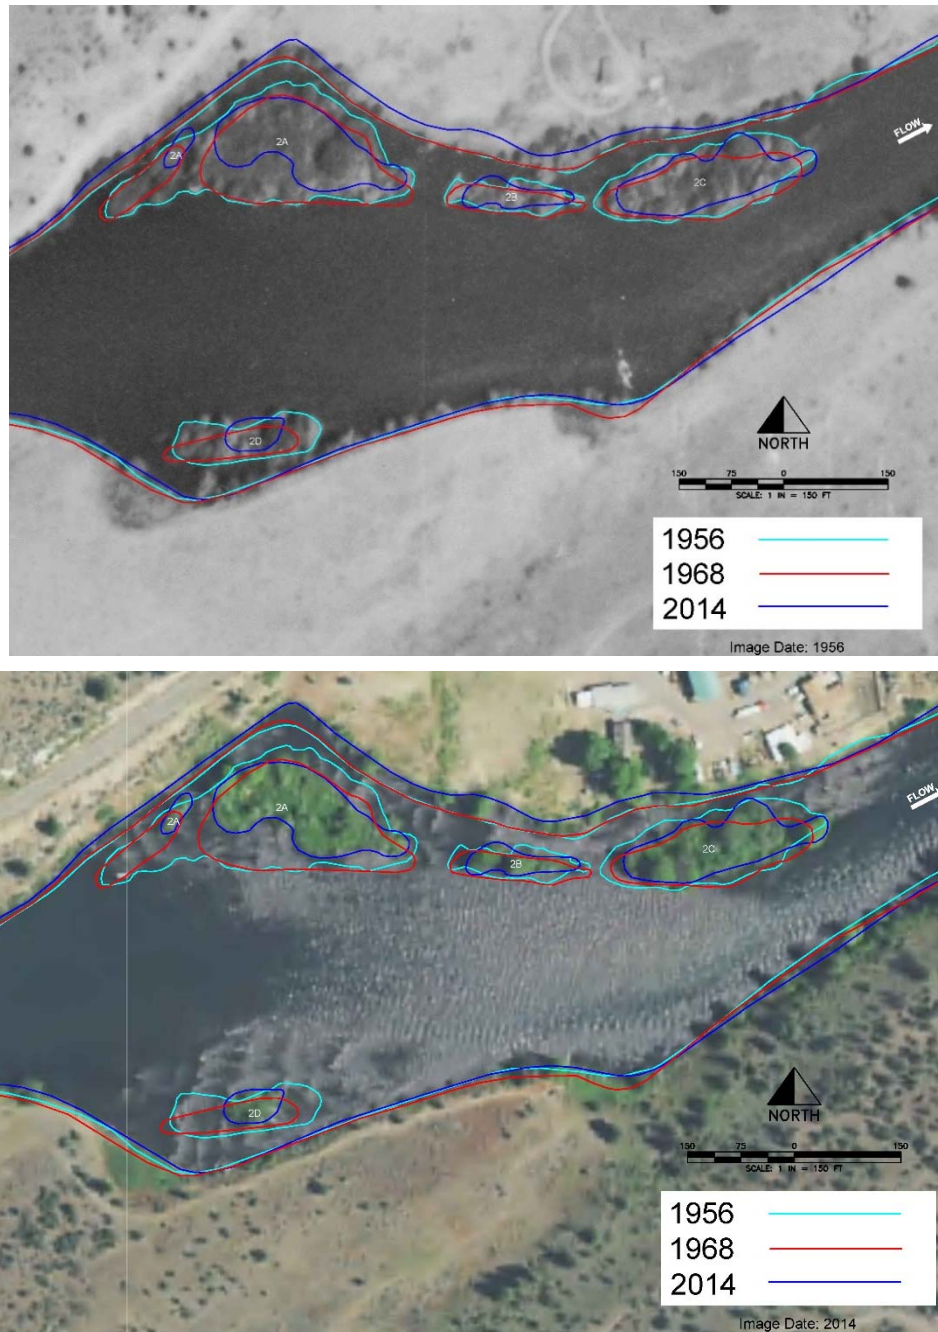 FLOW
2A
2A
2B
2C
2D
NORTH
150 75 0 150
SCALE: 1 IN = 150 FT
1956
1968
2014
Image Date: 1956
FLOW
2A
2A
2B
2C
2D
NORTH
150 75 0 150
SCALE: 1 IN = 150 FT
1956
1968
2014
Image Date: 2014